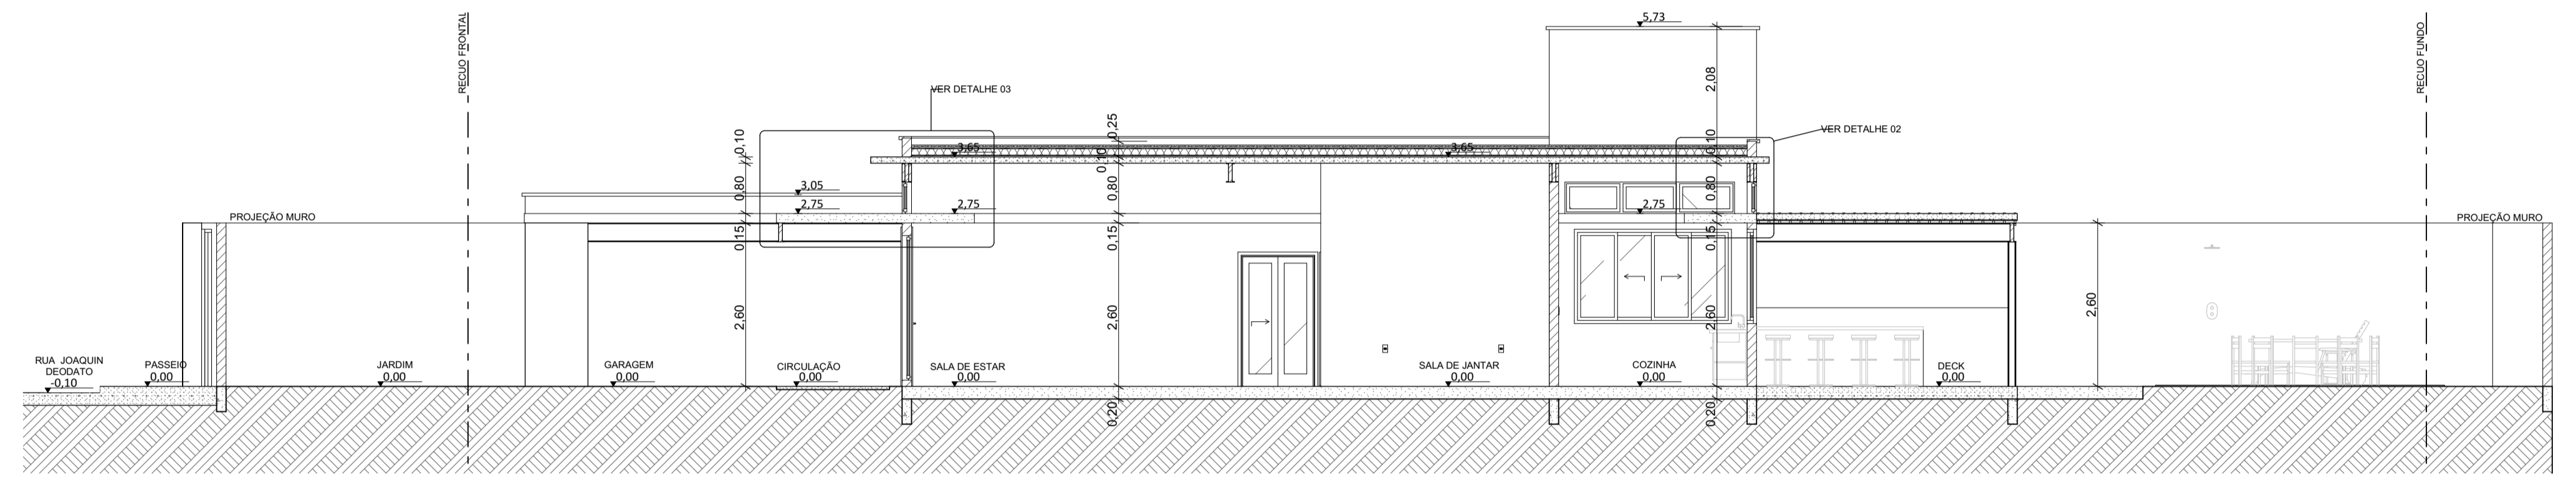 RECUO FRONTAL
5,73
RECUO FUNDO
2,08
VER DETALHE 03
VER DETALHE 02
0,10
0,25
0,10
0,10
3,65
3,65
0,80
0,80
0,80
3,05
2,75
2,75
2,75
PROJEÇÃO MURO
PROJEÇÃO MURO
0,15
0,15
0,15
2,60
2,60
2,60
2,60
RUA JOAQUIN
DEODATO
-0,10
PASSEIO
0,00
JARDIM
0,00
GARAGEM
0,00
CIRCULAÇÃO
0,00
SALA DE ESTAR
0,00
SALA DE JANTAR
0,00
COZINHA
0,00
DECK
0,00
0,20
0,20